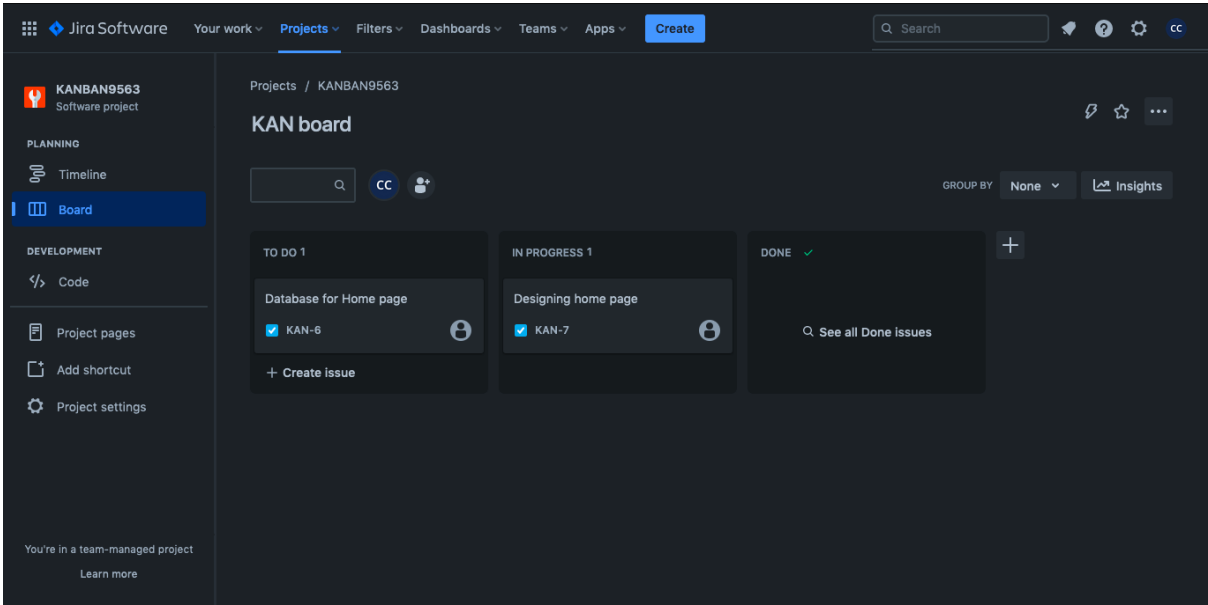 Jira Software Your work Projects Filters Dashboards Teams Apps Create Search CC
KANBAN9563
Software project
PLANNING
Timeline
Board
DEVELOPMENT
Code
Project pages
Add shortcut
Project settings
You're in a team-managed project
Learn more
Projects / KANBAN9563
KAN board
CC GROUP BY None Insights
TO DO 1
Database for Home page
KAN-6
+ Create issue
IN PROGRESS 1
Designing home page
KAN-7
DONE
See all Done issues